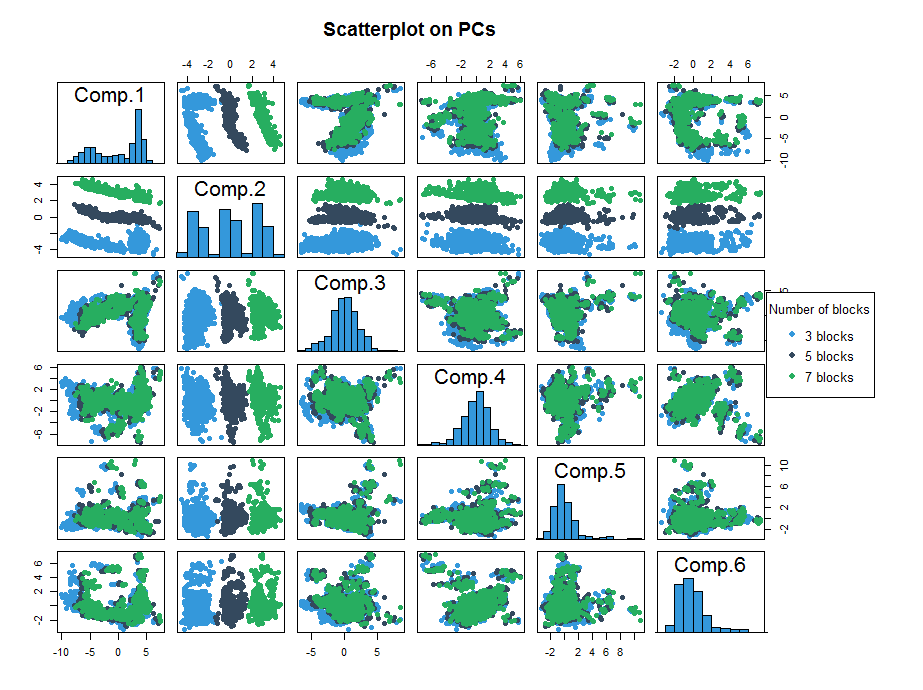 Scatterplot on PCs
-4 -2 0 2 4
-6 -2 0 2 4 6
-2 0 2 4 6
Comp.1
-10 -5 0 5
-4 0 2 4
Comp.2
Comp.3
Number of blocks
3 blocks
5 blocks
7 blocks
-6 -2 2 6
Comp.4
Comp.5
-2 2 6 10
-2 2 4 6
Comp.6
-10 -5 0 5
-5 0 5
-2 2 4 6 8